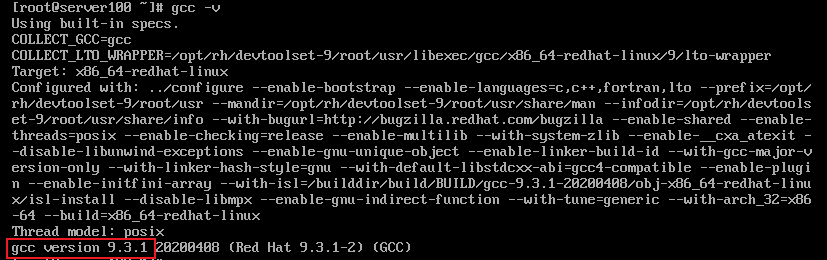 [root@server100 ~]# gcc -v
Using built-in specs.
COLLECT_GCC=gcc
COLLECT_LTO_WRAPPER=/opt/rh/devtoolset-9/root/usr/libexec/gcc/x86_64-redhat-linux/9/lto-wrapper
Target: x86_64-redhat-linux
Configured with: ../configure --enable-bootstrap --enable-languages=c,c++,fortran,lto --prefix=/opt/
rh/devtoolset-9/root/usr --mandir=/opt/rh/devtoolset-9/root/usr/share/man --infodir=/opt/rh/devtools
et-9/root/usr/share/info --with-bugurl=http://bugzilla.redhat.com/bugzilla --enable-shared --enable-
threads=posix --enable-checking=release --enable-multilib --with-system-zlib --enable-__cxa_atexit -
-disable-libunwind-exceptions --enable-gnu-unique-object --enable-linker-build-id --with-gcc-major-v
ersion-only --with-linker-hash-style=gnu --with-default-libstdcxx-abi=gcc4-compatible --enable-plugi
n --enable-initfini-array --with-isl=/builddir/build/BUILD/gcc-9.3.1-20200408/obj-x86_64-redhat-linu
x/isl-install --disable-libmpx --enable-gnu-indirect-function --with-tune=generic --with-arch_32=x86
-64 --build=x86_64-redhat-linux
Thread model: posix
gcc version 9.3.1 20200408 (Red Hat 9.3.1-2) (GCC)